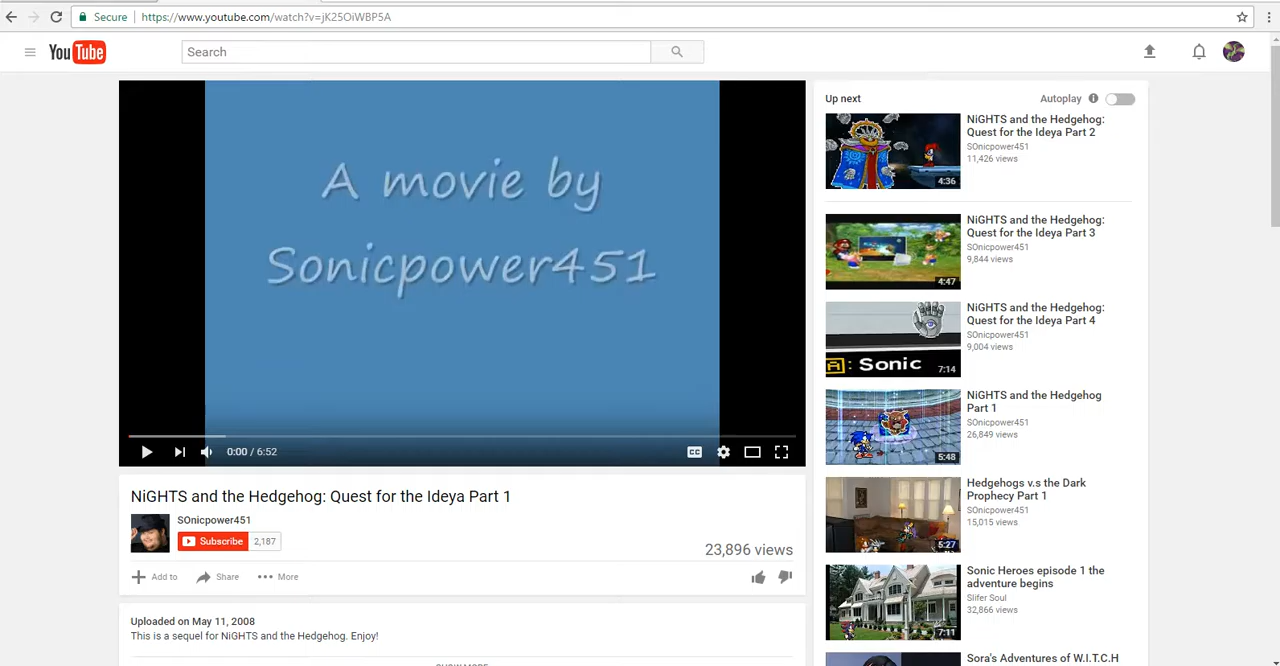 Secure
https://www.youtube.com/watch?v=jK25OiWBP5A
YouTube
Search
A movie by
Sonicpower451
0:00 / 6:52
CC
NiGHTS and the Hedgehog: Quest for the Ideya Part 1
SOnicpower451
Subscribe 2,187
23,896 views
Add to Share More
Uploaded on May 11, 2008
This is a sequel for NiGHTS and the Hedgehog. Enjoy!
SHOW MORE
Up next Autoplay
NiGHTS and the Hedgehog:
Quest for the Ideya Part 2
SOnicpower451
11,426 views
4:36
NiGHTS and the Hedgehog:
Quest for the Ideya Part 3
SOnicpower451
9,844 views
4:47
NiGHTS and the Hedgehog:
Quest for the Ideya Part 4
SOnicpower451
9,004 views
A: Sonic
7:14
NiGHTS and the Hedgehog
Part 1
SOnicpower451
26,849 views
5:48
Hedgehogs v.s the Dark
Prophecy Part 1
SOnicpower451
15,015 views
5:27
Sonic Heroes episode 1 the
adventure begins
Slifer Soul
32,866 views
7:11
Sora's Adventures of W.I.T.C.H